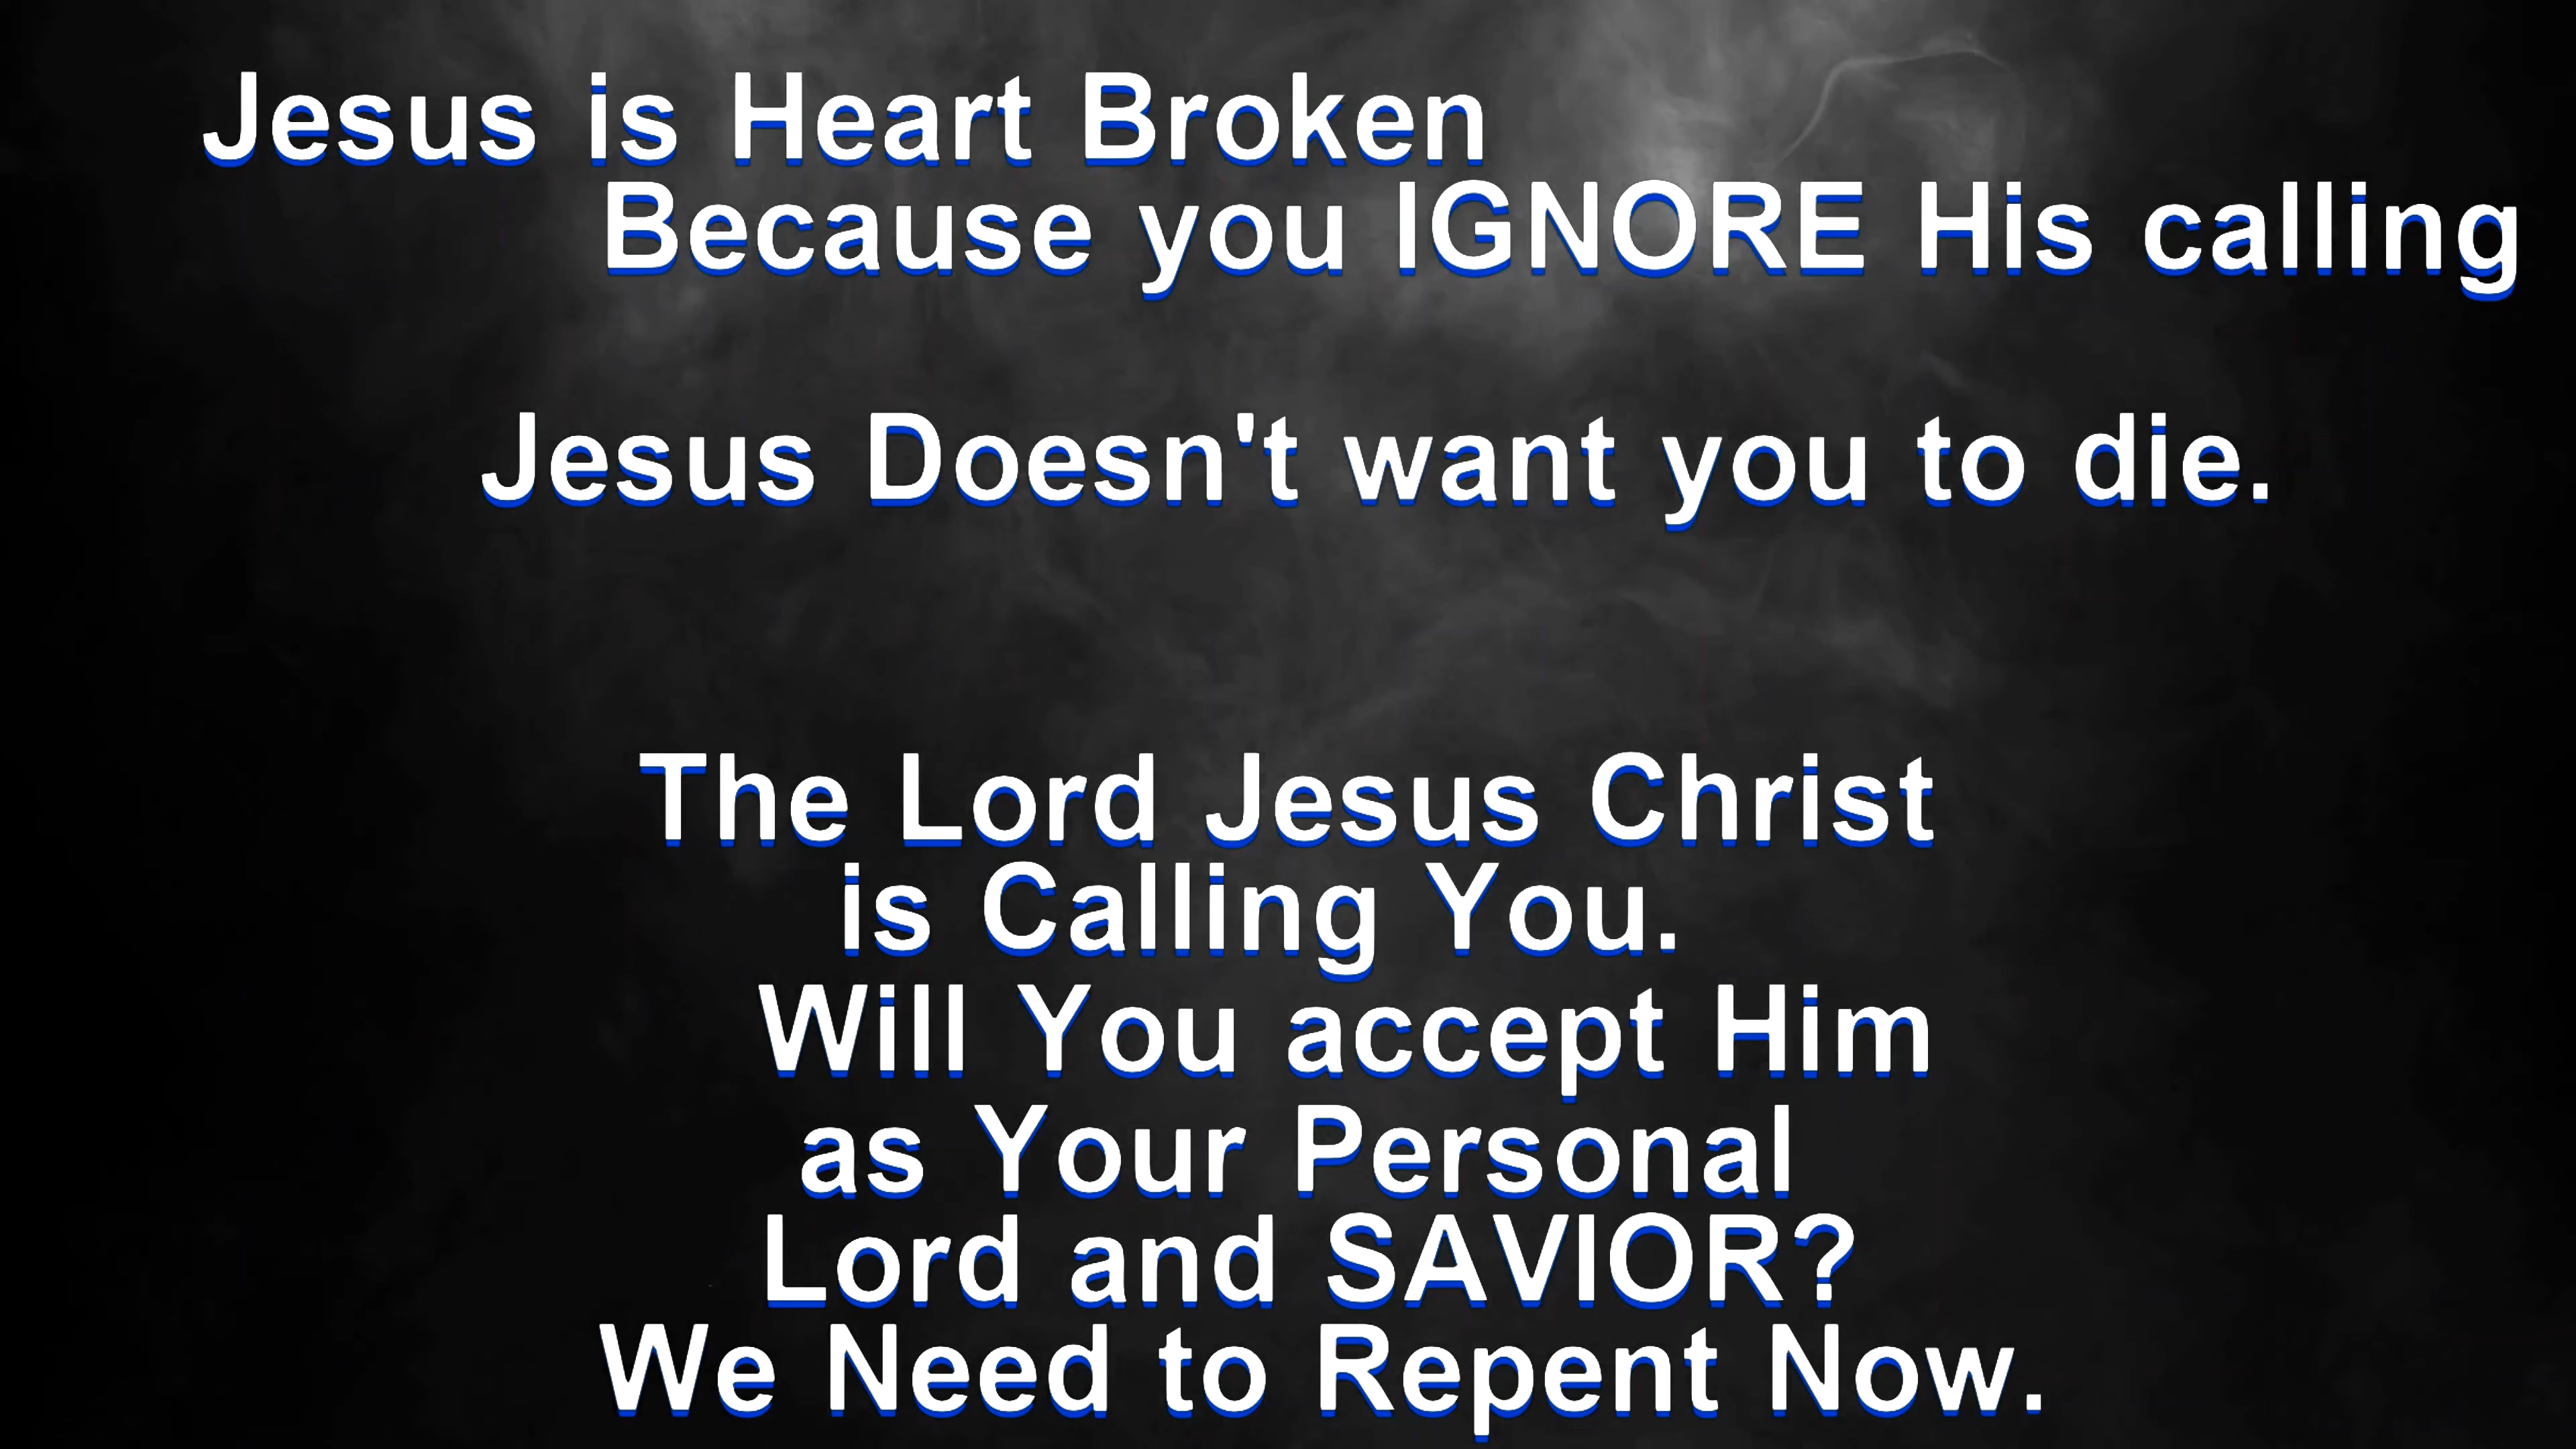 Jesus is Heart Broken
Because you IGNORE His calling
Jesus Doesn't want you to die.
The Lord Jesus Christ
is Calling You.
Will You accept Him
as Your Personal
Lord and SAVIOR?
We Need to Repent Now.